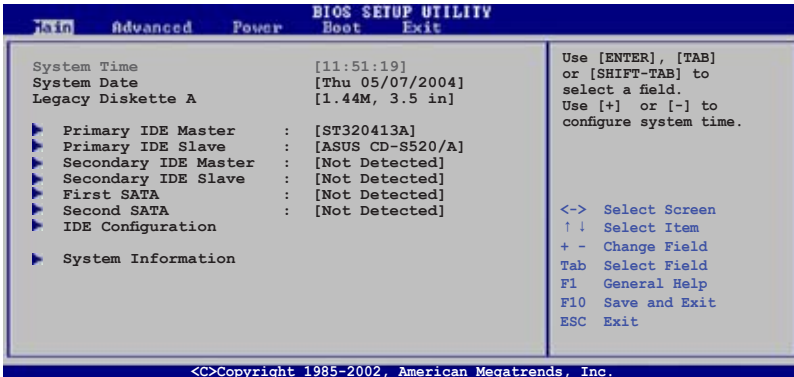 BIOS SETUP UTILITY
Main Advanced Power Boot Exit
System Time [11:51:19]
System Date [Thu 05/07/2004]
Legacy Diskette A [1.44M, 3.5 in]
Primary IDE Master : [ST320413A]
Primary IDE Slave : [ASUS CD-S520/A]
Secondary IDE Master : [Not Detected]
Secondary IDE Slave : [Not Detected]
First SATA : [Not Detected]
Second SATA : [Not Detected]
IDE Configuration
System Information
Use [ENTER], [TAB]
or [SHIFT-TAB] to
select a field.
Use [+] or [-] to
configure system time.
<-> Select Screen
↑↓ Select Item
+ - Change Field
Tab Select Field
F1 General Help
F10 Save and Exit
ESC Exit
<C>Copyright 1985-2002, American Megatrends, Inc.